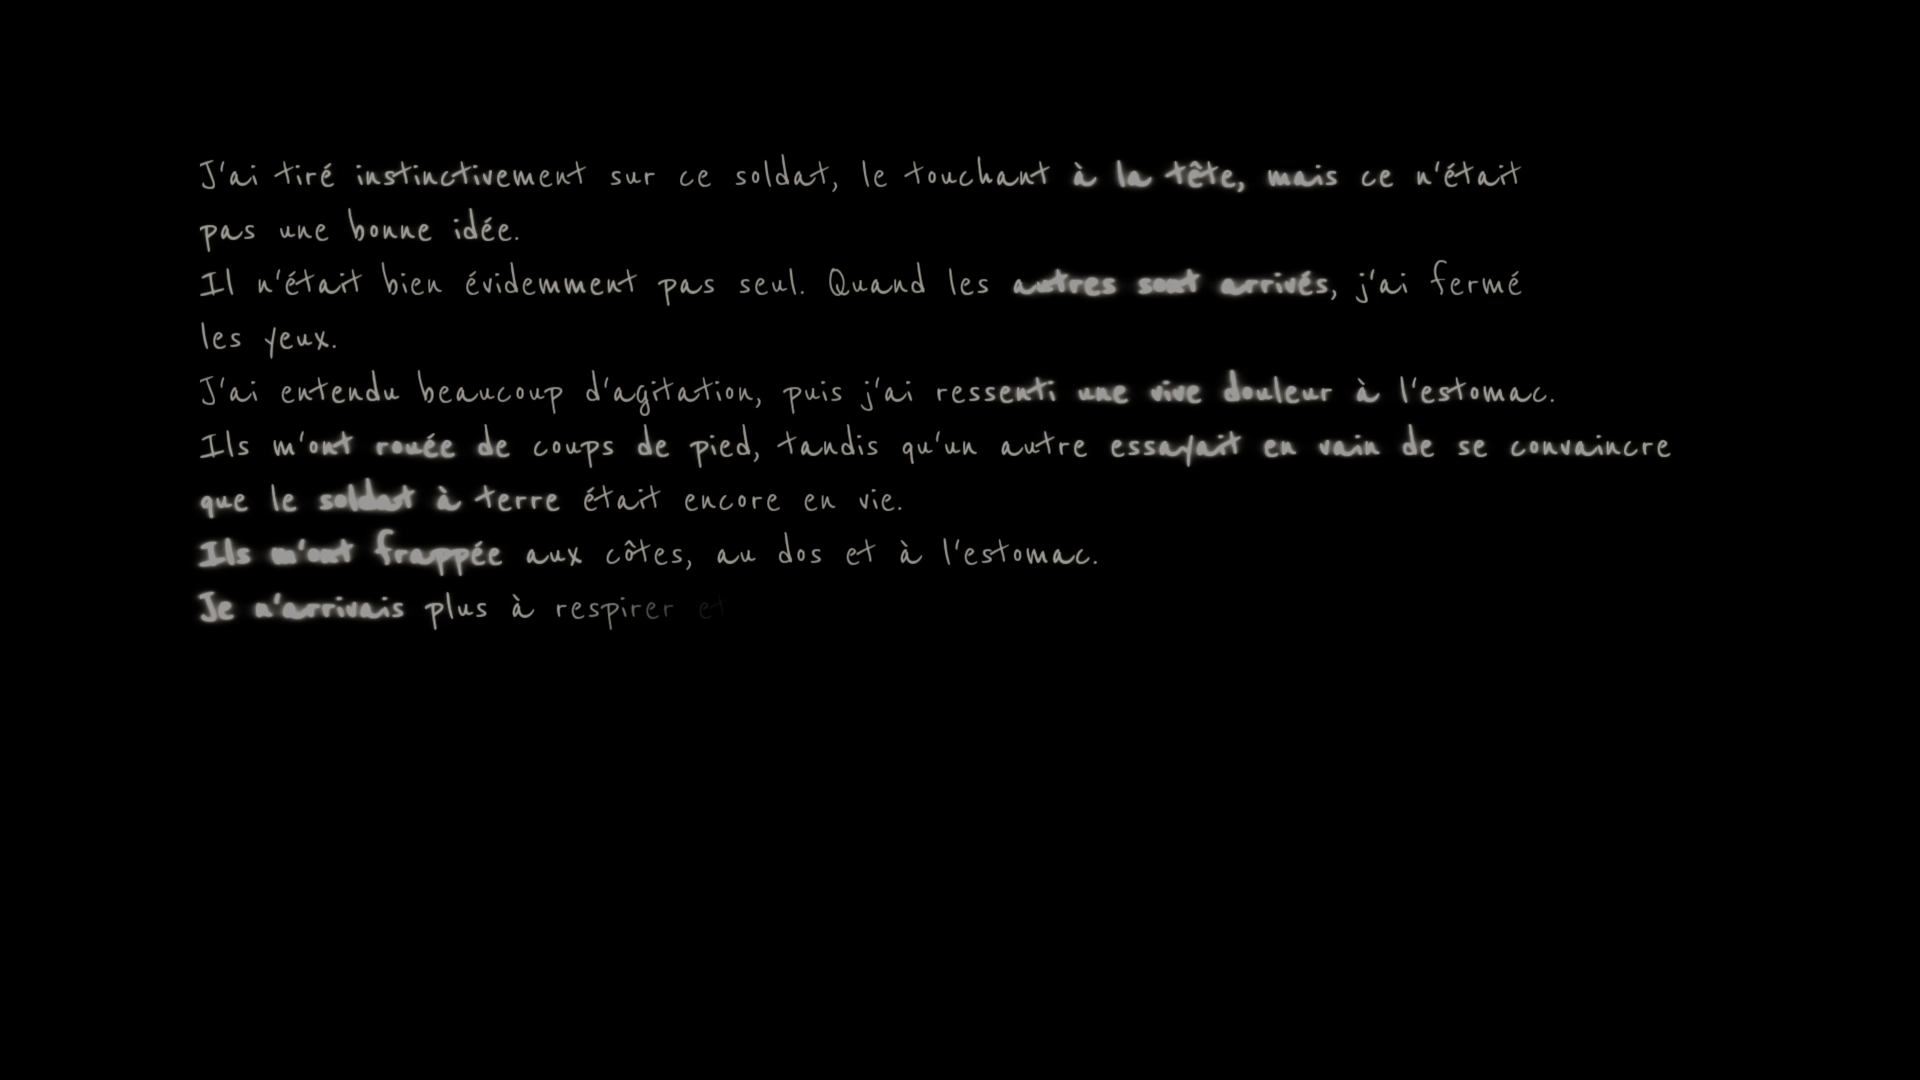 J'ai tiré instinctivement sur ce soldat, le touchant à la tête, mais ce n'était
pas une bonne idée.
Il n'était bien évidemment pas seul. Quand les autres sont arrivés, j'ai fermé
les yeux.
J'ai entendu beaucoup d'agitation, puis j'ai ressenti une vive douleur à l'estomac.
Ils m'ont rouée de coups de pied, tandis qu'un autre essayait en vain de se convaincre
que le soldat à terre était encore en vie.
Ils m'ont frappée aux côtes, au dos et à l'estomac.
Je n'arrivais plus à respirer et